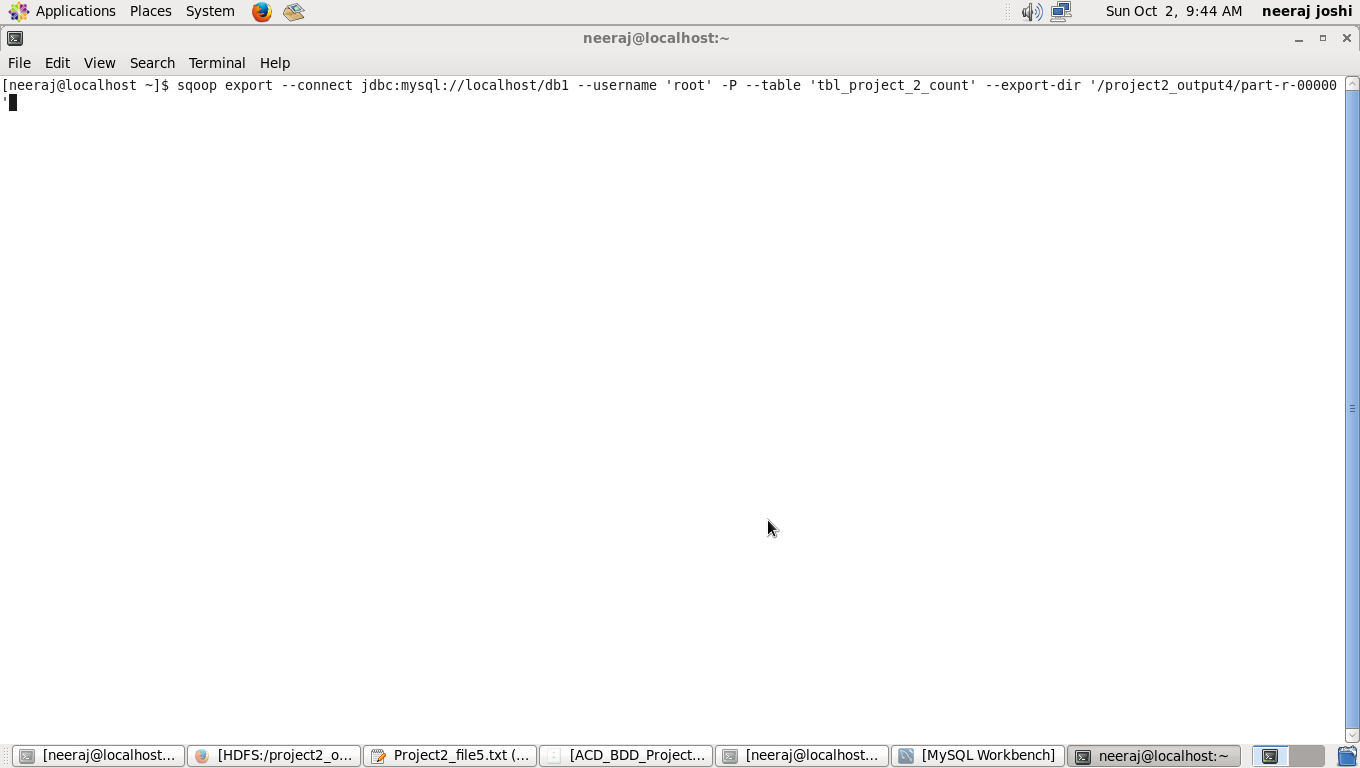 Applications Places System Sun Oct 2, 9:44 AM neeraj joshi
neeraj@localhost:~
File Edit View Search Terminal Help
[neeraj@localhost ~]$ sqoop export --connect jdbc:mysql://localhost/db1 --username 'root' -P --table 'tbl_project_2_count' --export-dir '/project2_output4/part-r-00000
'
[neeraj@localhost... [HDFS:/project2_o... Project2_file5.txt (... [ACD_BDD_Project... [neeraj@localhost... [MySQL Workbench] neeraj@localhost:~